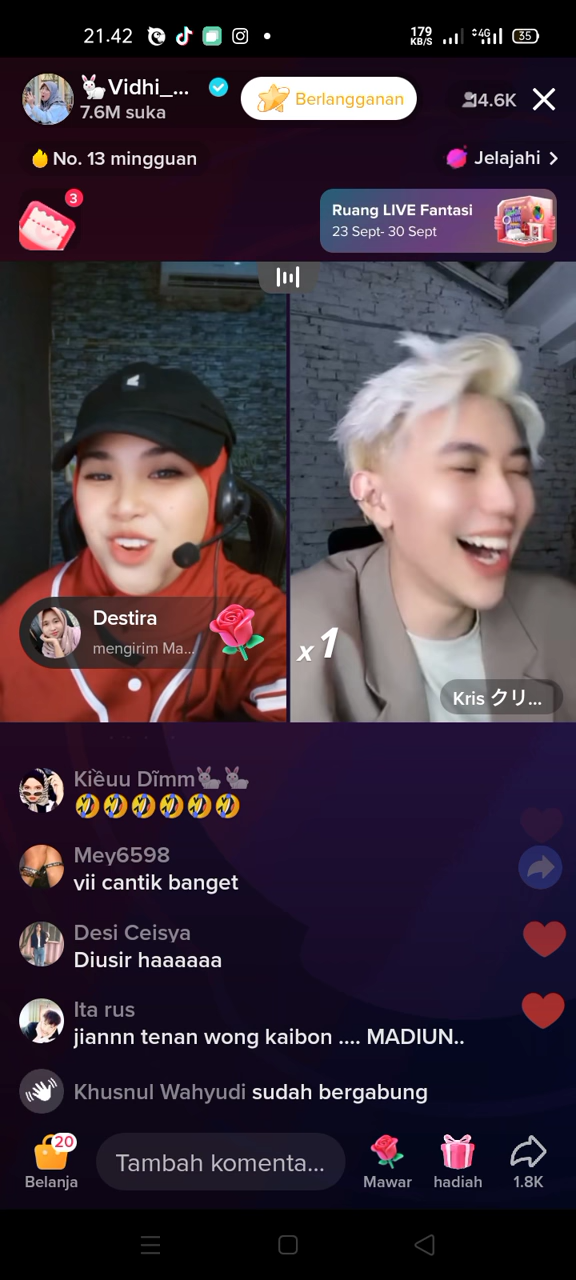 21.42
179
KB/S
4G
35
Vidhi_...
7.6M suka
Berlangganan
14.6K
No. 13 mingguan
Jelajahi
3
Ruang LIVE Fantasi
23 Sept- 30 Sept
Destira
mengirim Ma...
x1
Kris クリ...
Kiềuu Dĩmm
Mey6598
vii cantik banget
Desi Ceisya
Diusir haaaaaa
Ita rus
jiannn tenan wong kaibon .... MADIUN..
Khusnul Wahyudi sudah bergabung
20
Belanja
Tambah komenta...
Mawar
hadiah
1.8K